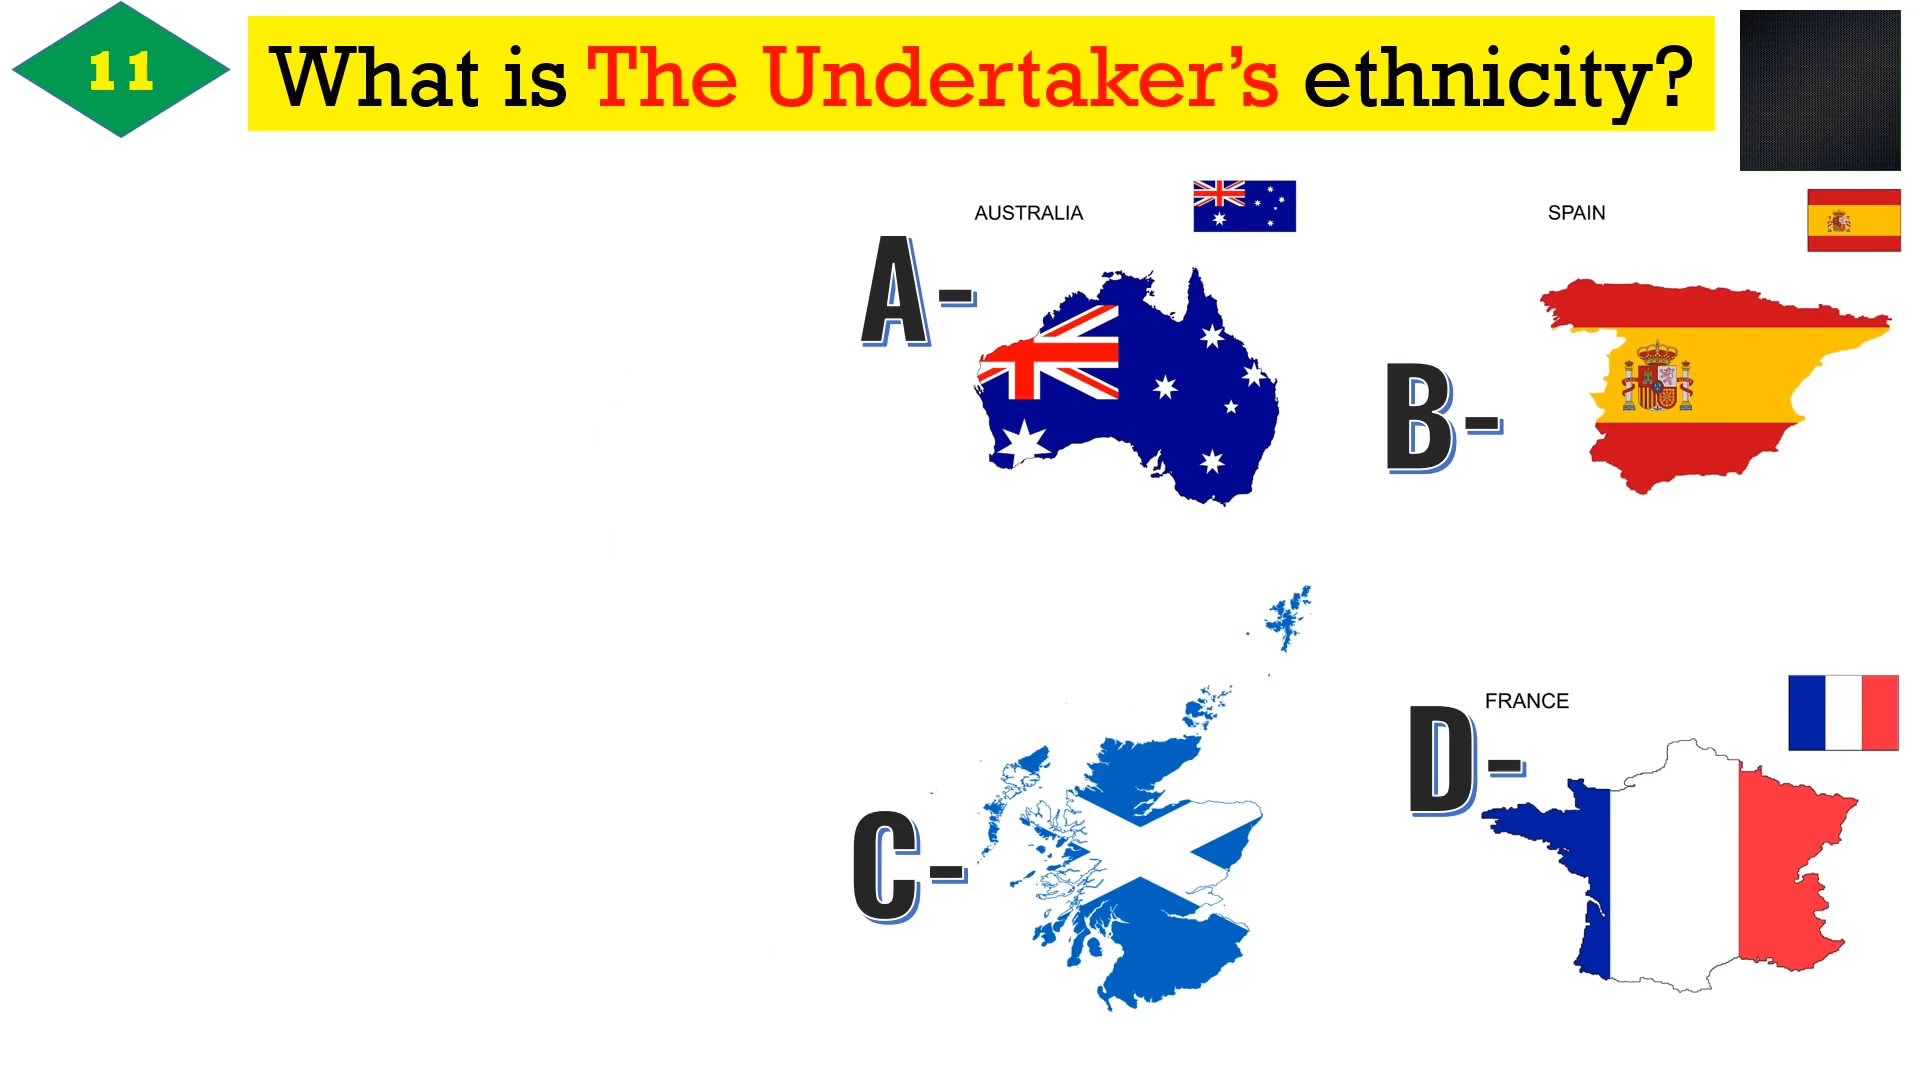 11
What is The Undertaker’s ethnicity?
AUSTRALIA
A-
SPAIN
B-
C-
FRANCE
D-